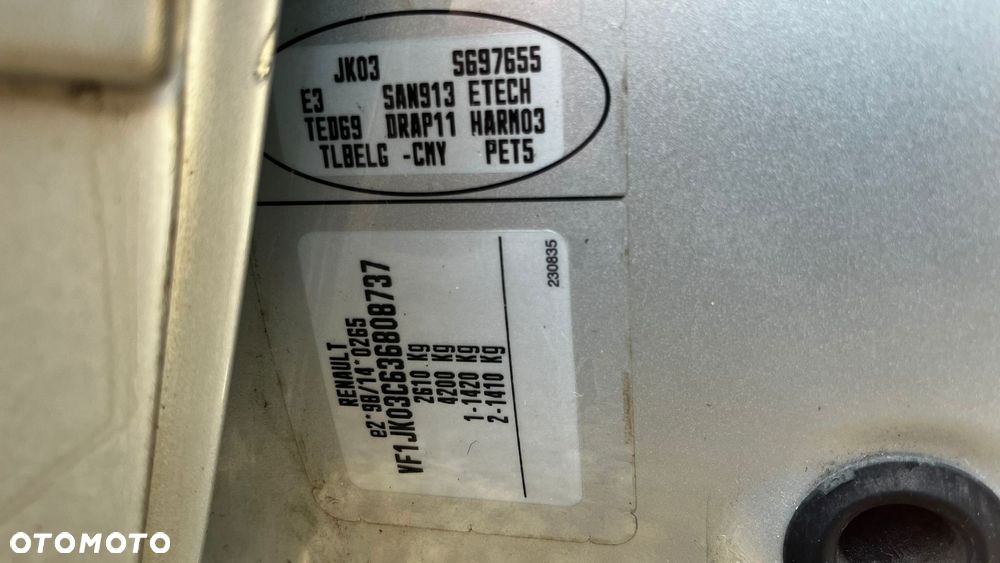 JK03 S697655
E3 SAN913 ETECH
TED69 DRAP11 HARM03
TLBELG -CMY PET5
RENAULT
e2*98/14*0265
VF1JK03C636808737
2610 Kg
4200 Kg
1-1420 Kg
2-1410 Kg
230835
OTOMOTO